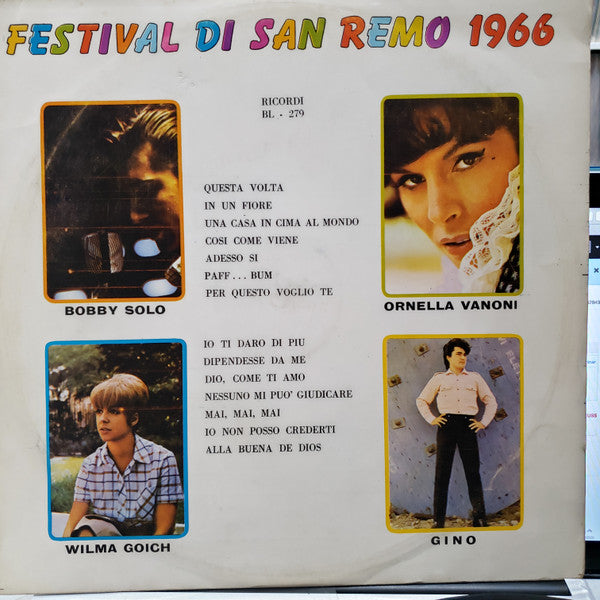 FESTIVAL DI SAN REMO 1966
RICORDI
BL - 279
QUESTA VOLTA
IN UN FIORE
UNA CASA IN CIMA AL MONDO
COSI COME VIENE
ADESSO SI
PAFF... BUM
PER QUESTO VOGLIO TE
BOBBY SOLO
ORNELLA VANONI
IO TI DARO DI PIU
DIPENDESSE DA ME
DIO, COME TI AMO
NESSUNO MI PUO' GIUDICARE
MAI, MAI, MAI
IO NON POSSO CREDERTI
ALLA BUENA DE DIOS
WILMA GOICH
GINO